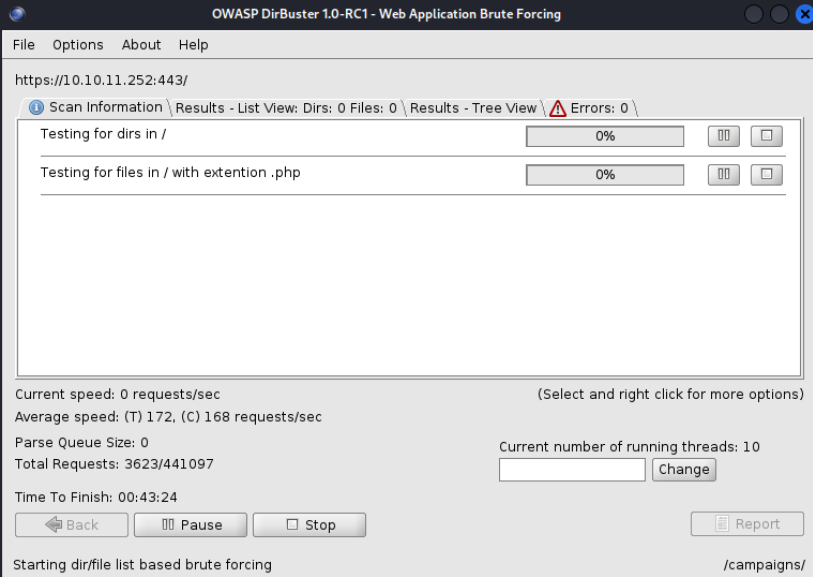 OWASP DirBuster 1.0-RC1 - Web Application Brute Forcing
File Options About Help
https://10.10.11.252:443/
Scan Information Results - List View: Dirs: 0 Files: 0 Results - Tree View Errors: 0
Testing for dirs in / 0%
Testing for files in / with extention .php 0%
Current speed: 0 requests/sec (Select and right click for more options)
Average speed: (T) 172, (C) 168 requests/sec
Parse Queue Size: 0 Current number of running threads: 10
Total Requests: 3623/441097 Change
Time To Finish: 00:43:24
Back Pause Stop Report
Starting dir/file list based brute forcing /campaigns/